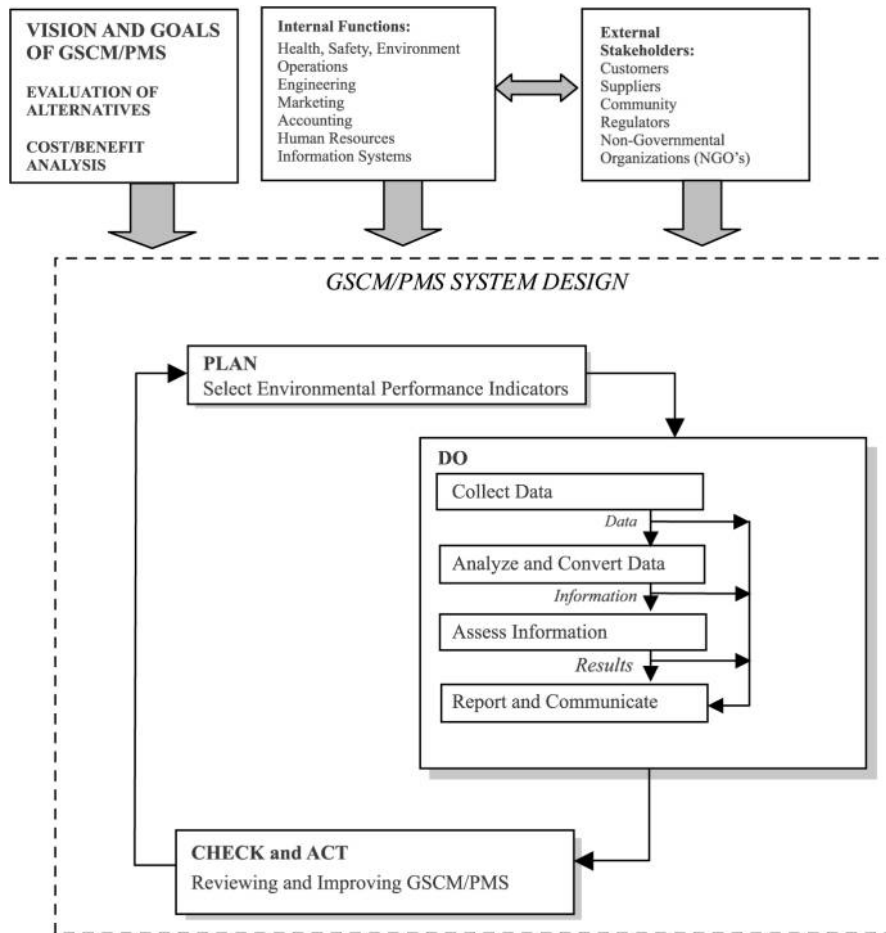 VISION AND GOALS
OF GSCM/PMS
EVALUATION OF
ALTERNATIVES
COST/BENEFIT
ANALYSIS
Internal Functions:
Health, Safety, Environment
Operations
Engineering
Marketing
Accounting
Human Resources
Information Systems
External
Stakeholders:
Customers
Suppliers
Community
Regulators
Non-Governmental
Organizations (NGO's)
GSCM/PMS SYSTEM DESIGN
PLAN
Select Environmental Performance Indicators
DO
Collect Data
Data
Analyze and Convert Data
Information
Assess Information
Results
Report and Communicate
CHECK and ACT
Reviewing and Improving GSCM/PMS